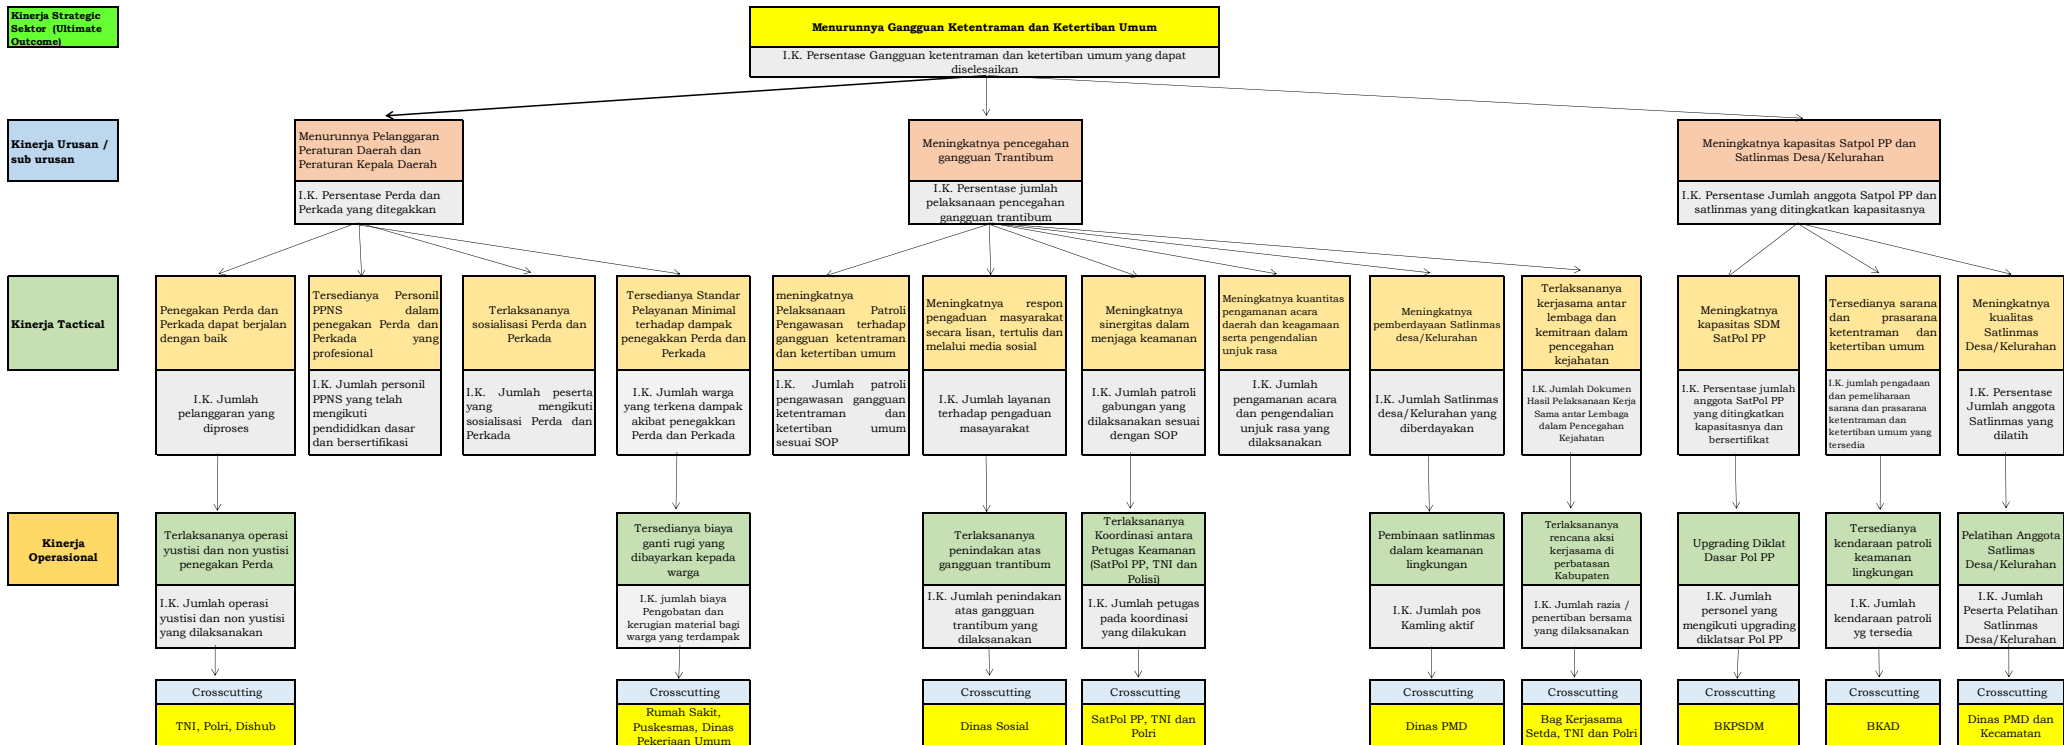 Kinerja Strategic
Sektor (Ultimate
Outcome)
Menurunnya Gangguan Ketentraman dan Ketertiban Umum
I.K. Persentase Gangguan ketentraman dan ketertiban umum yang dapat
diselesaikan
Kinerja Urusan /
sub urusan
Menurunnya Pelanggaran
Peraturan Daerah dan
Peraturan Kepala Daerah
I.K. Persentase Perda dan
Perkada yang ditegakkan
Meningkatnya pencegahan
gangguan Trantibum
I.K. Persentase jumlah
pelaksanaan pencegahan
gangguan trantibum
Meningkatnya kapasitas Satpol PP dan
Satlinmas Desa/Kelurahan
I.K. Persentase Jumlah anggota Satpol PP dan
satlinmas yang ditingkatkan kapasitasnya
Kinerja Tactical
Penegakan Perda dan
Perkada dapat berjalan
dengan baik
I.K. Jumlah
pelanggaran yang
diproses
Tersedianya Personil
PPNS dalam
penegakan Perda dan
Perkada yang
profesional
I.K. Jumlah personil
PPNS yang telah
mengikuti
pendididkan dasar
dan bersertifikasi
Terlaksananya
sosialisasi Perda dan
Perkada
I.K. Jumlah peserta
yang mengikuti
sosialisasi Perda dan
Perkada
Tersedianya Standar
Pelayanan Minimal
terhadap dampak
penegakkan Perda dan
Perkada
I.K. Jumlah warga
yang terkena dampak
akibat penegakkan
Perda dan Perkada
meningkatnya
Pelaksanaan Patroli
Pengawasan terhadap
gangguan ketentraman
dan ketertiban umum
I.K. Jumlah patroli
pengawasan gangguan
ketentraman dan
ketertiban umum
sesuai SOP
Meningkatnya respon
pengaduan masyarakat
secara lisan, tertulis dan
melalui media sosial
I.K. Jumlah layanan
terhadap pengaduan
masayarakat
Meningkatnya
sinergitas dalam
menjaga keamanan
I.K. Jumlah patroli
gabungan yang
dilaksanakan sesuai
dengan SOP
Meningkatnya kuantitas
pengamanan acara
daerah dan keagamaan
serta pengendalian
unjuk rasa
I.K. Jumlah
pengamanan acara
dan pengendalian
unjuk rasa yang
dilaksanakan
Meningkatnya
pemberdayaan Satlinmas
desa/Kelurahan
I.K. Jumlah Satlinmas
desa/Kelurahan yang
diberdayakan
Terlaksananya
kerjasama antar
lembaga dan
kemitraan dalam
pencegahan
kejahatan
I.K. Jumlah Dokumen
Hasil Pelaksanaan Kerja
Sama antar Lembaga
dalam Pencegahan
Kejahatan
Meningkatnya
kapasitas SDM
SatPol PP
I.K. Persentase jumlah
anggota SatPol PP
yang ditingkatkan
kapasitasnya dan
bersertifikat
Tersedianya sarana
dan prasarana
ketentraman dan
ketertiban umum
I.K. jumlah pengadaan
dan pemeliharaan
sarana dan prasarana
ketentraman dan
ketertiban umum yang
tersedia
Meningkatnya
kualitas
Satlinmas
Desa/Kelurahan
I.K. Persentase
Jumlah anggota
Satlinmas yang
dilatih
Kinerja
Operasional
Terlaksananya operasi
yustisi dan non yustisi
penegakan Perda
I.K. Jumlah operasi
yustisi dan non yustisi
yang dilaksanakan
Tersedianya biaya
ganti rugi yang
dibayarkan kepada
warga
I.K. jumlah biaya
Pengobatan dan
kerugian material bagi
warga yang terdampak
Terlaksananya
penindakan atas
gangguan trantibum
I.K. Jumlah penindakan
atas gangguan
trantibum yang
dilaksanakan
Terlaksananya
Koordinasi antara
Petugas Keamanan
(SatPol PP, TNI dan
Polisi)
I.K. Jumlah petugas
pada koordinasi
yang dilakukan
Pembinaan satlinmas
dalam keamanan
lingkungan
I.K. Jumlah pos
Kamling aktif
Terlaksananya
rencana aksi
kerjasama di
perbatasan
Kabupaten
I.K. Jumlah razia /
penertiban bersama
yang dilaksanakan
Upgrading Diklat
Dasar Pol PP
I.K. Jumlah
personel yang
mengikuti upgrading
diklatsar Pol PP
Tersedianya
kendaraan patroli
keamanan
lingkungan
I.K. Jumlah
kendaraan patroli
yg tersedia
Pelatihan Anggota
Satlimas
Desa/Kelurahan
I.K. Jumlah
Peserta Pelatihan
Satlinmas
Desa/Kelurahan
Crosscutting
TNI, Polri, Dishub
Crosscutting
Rumah Sakit,
Puskesmas, Dinas
Pekerjaan Umum
Crosscutting
Dinas Sosial
Crosscutting
SatPol PP, TNI dan
Polri
Crosscutting
Dinas PMD
Crosscutting
Bag Kerjasama
Setda, TNI dan Polri
Crosscutting
BKPSDM
Crosscutting
BKAD
Crosscutting
Dinas PMD dan
Kecamatan